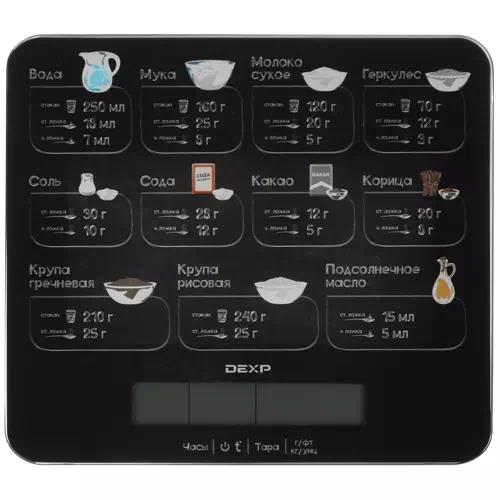 Вода
стакан 250 мл
ст. ложка 18 мл
ч. ложка 7 мл
Мука
стакан 160 г
ст. ложка 25 г
ч. ложка 8 г
Молоко
сухое
стакан 120 г
ст. ложка 20 г
ч. ложка 5 г
Геркулес
стакан 70 г
ст. ложка 12 г
ч. ложка 3 г
Соль
ст. ложка 30 г
ч. ложка 10 г
Сода
СОДА
ст. ложка 28 г
ч. ложка 12 г
Какао
КАКАО
ст. ложка 12 г
ч. ложка 5 г
Корица
ст. ложка 20 г
ч. ложка 8 г
Крупа
гречневая
стакан 210 г
ст. ложка 25 г
Крупа
рисовая
стакан 240 г
ст. ложка 25 г
Подсолнечное
масло
ст. ложка 15 мл
ч. ложка 5 мл
DEXP
Часы t° Тара г/фт
кг/унц